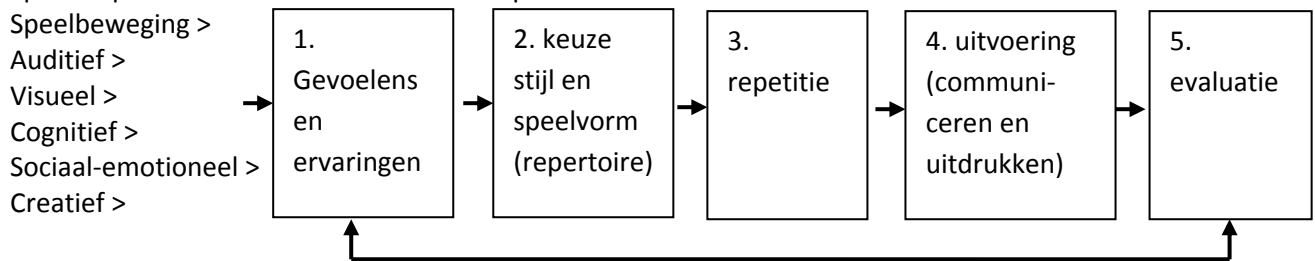 Speelbeweging >
Auditief >
Visueel >
Cognitief >
Sociaal-emotioneel >
Creatief >
1.
Gevoelens
en
ervaringen
2. keuze
stijl en
speelvorm
(repertoire)
3.
repetitie
4. uitvoering
(communi-
ceren en
uitdrukken)
5.
evaluatie